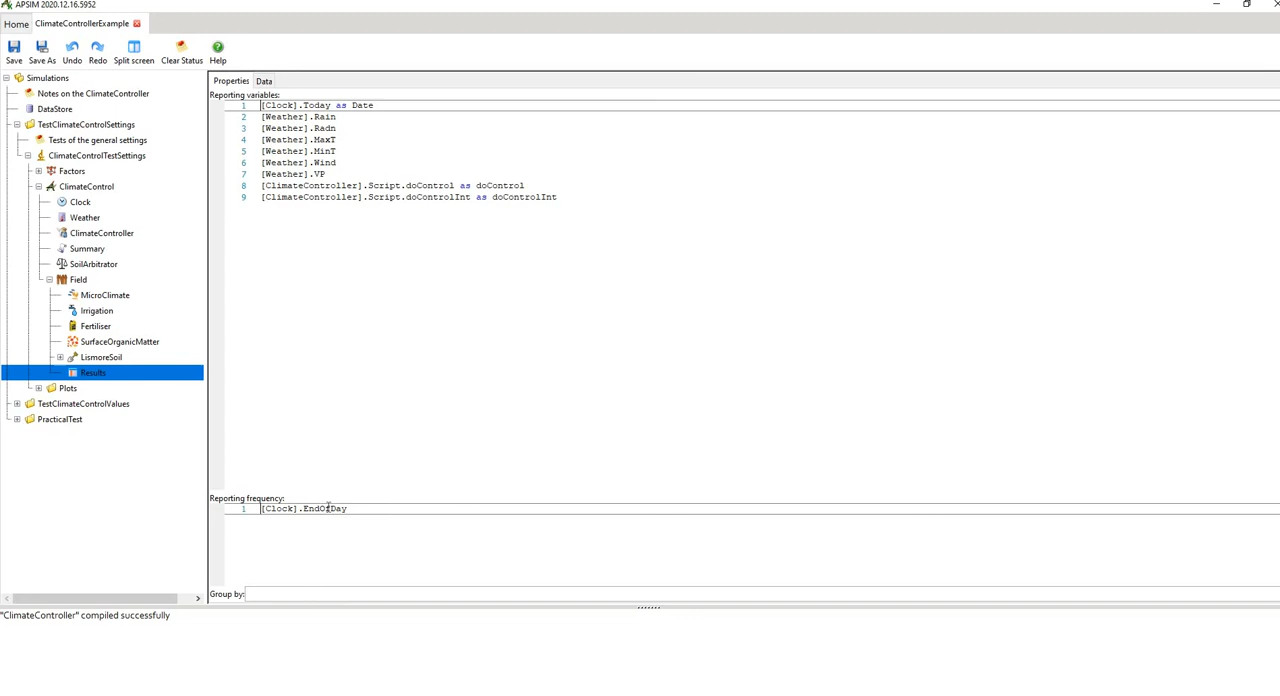 APSIM 2020.12.16.5952
Home ClimateControllerExample
Save Save As Undo Redo Split screen Clear Status Help
Simulations
Notes on the ClimateController
DataStore
TestClimateControlSettings
Tests of the general settings
ClimateControlTestSettings
Factors
ClimateControl
Clock
Weather
ClimateController
Summary
SoilArbitrator
Field
MicroClimate
Irrigation
Fertiliser
SurfaceOrganicMatter
LismoreSoil
Results
Plots
TestClimateControlValues
PracticalTest
Properties Data
Reporting variables:
1 [Clock].Today as Date
2 [Weather].Rain
3 [Weather].Radn
4 [Weather].MaxT
5 [Weather].MinT
6 [Weather].Wind
7 [Weather].VP
8 [ClimateController].Script.doControl as doControl
9 [ClimateController].Script.doControlInt as doControlInt
Reporting frequency:
1 [Clock].EndOfDay
Group by:
"ClimateController" compiled successfully